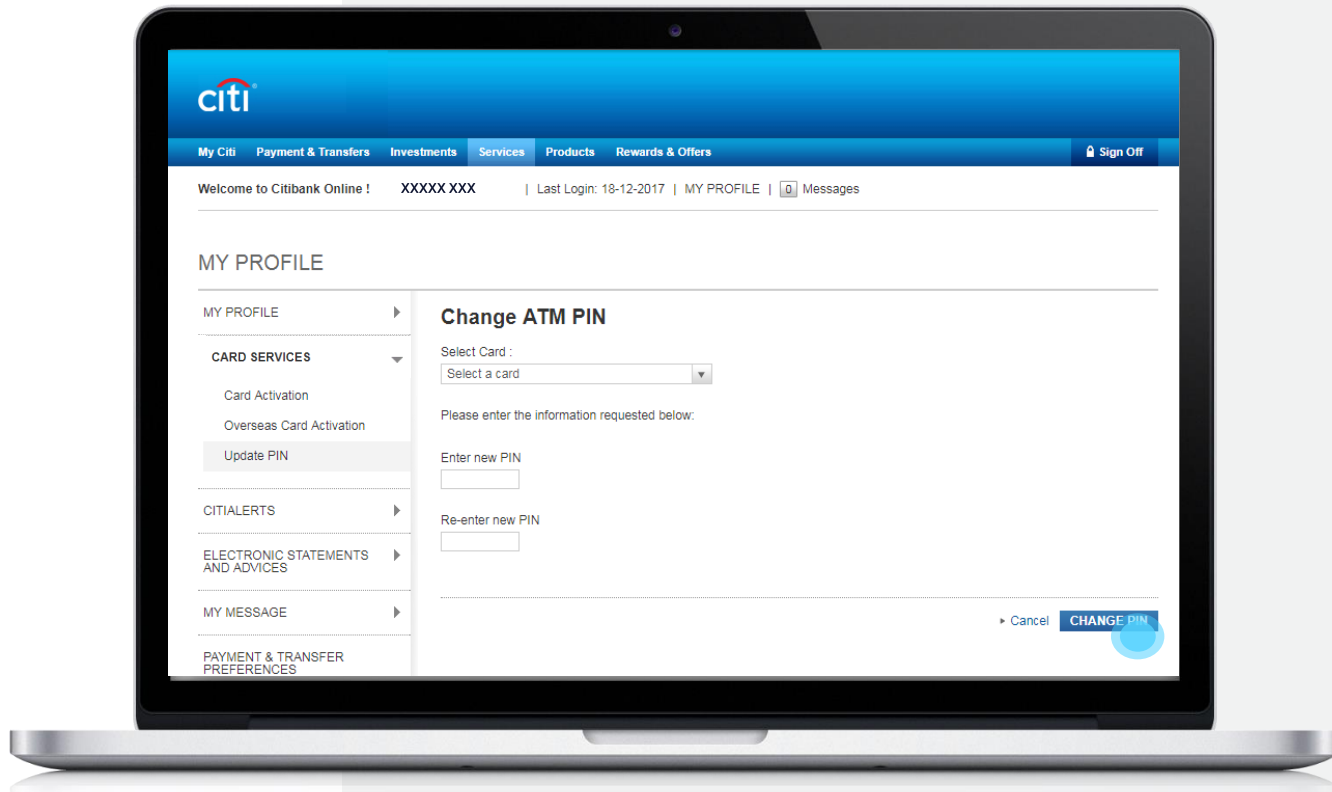 citi®
My Citi Payment & Transfers Investments Services Products Rewards & Offers Sign Off
Welcome to Citibank Online ! XXXXX XXX | Last Login: 18-12-2017 | MY PROFILE | 0 Messages
MY PROFILE
MY PROFILE
CARD SERVICES
Card Activation
Overseas Card Activation
Update PIN
CITIALERTS
ELECTRONIC STATEMENTS
AND ADVICES
MY MESSAGE
PAYMENT & TRANSFER
PREFERENCES
Change ATM PIN
Select Card :
Select a card
Please enter the information requested below:
Enter new PIN
Re-enter new PIN
Cancel CHANGE PIN